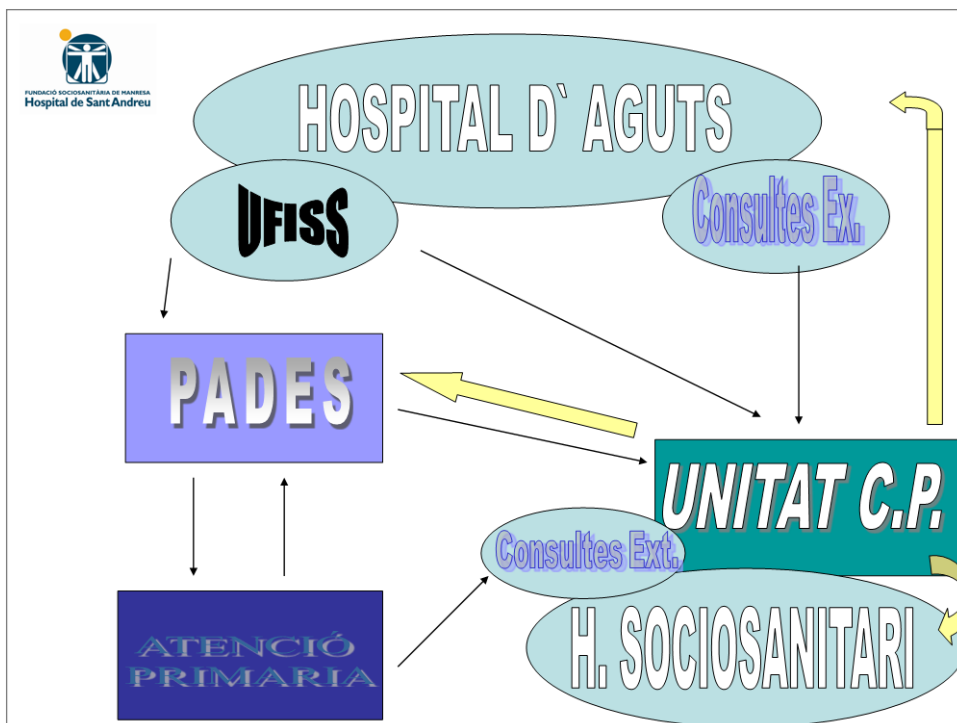 FUNDACIÓ SOCIOSANITÀRIA DE MANRESA
Hospital de Sant Andreu
HOSPITAL D` AGUTS
UFISS
Consultes Ex.
PADES
UNITAT C.P.
Consultes Ext.
ATENCIÓ
PRIMARIA
H. SOCIOSANITARI